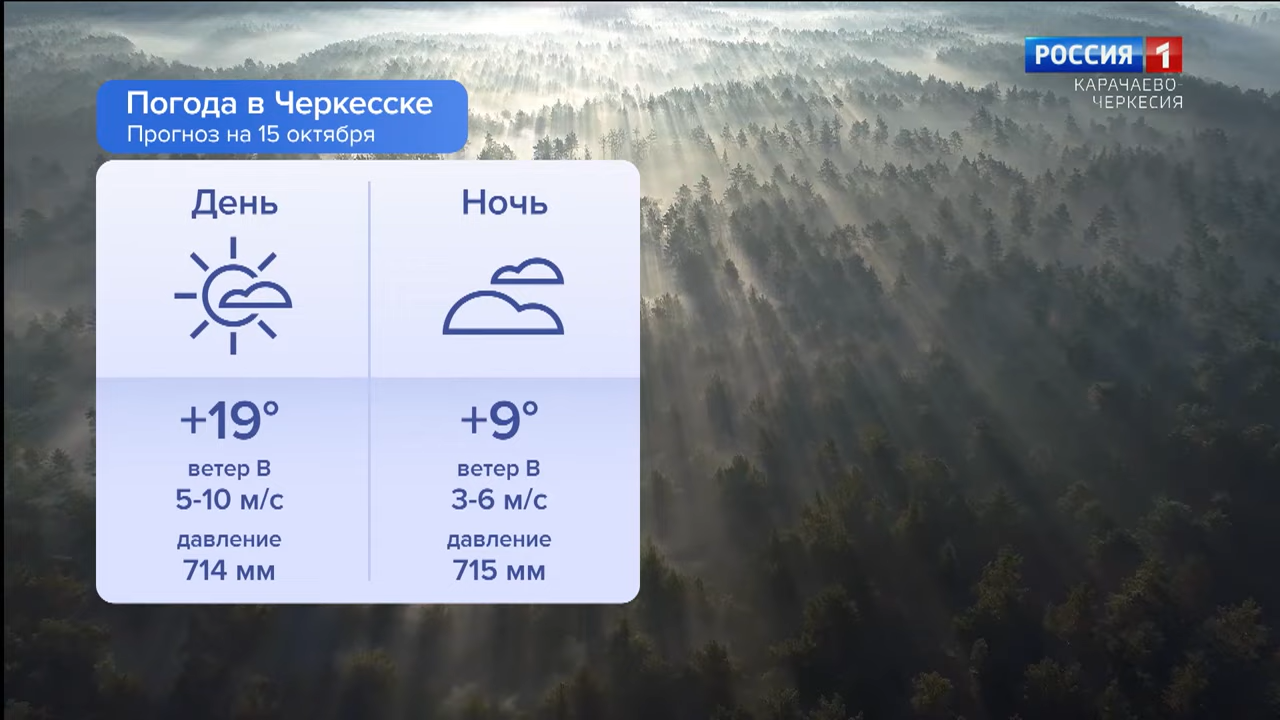 Погода в Черкесске
Прогноз на 15 октября
РОССИЯ 1
КАРАЧАЕВО-
ЧЕРКЕСИЯ
День
Ночь
+19°
+9°
ветер В
ветер В
5-10 м/с
3-6 м/с
давление
давление
714 мм
715 мм